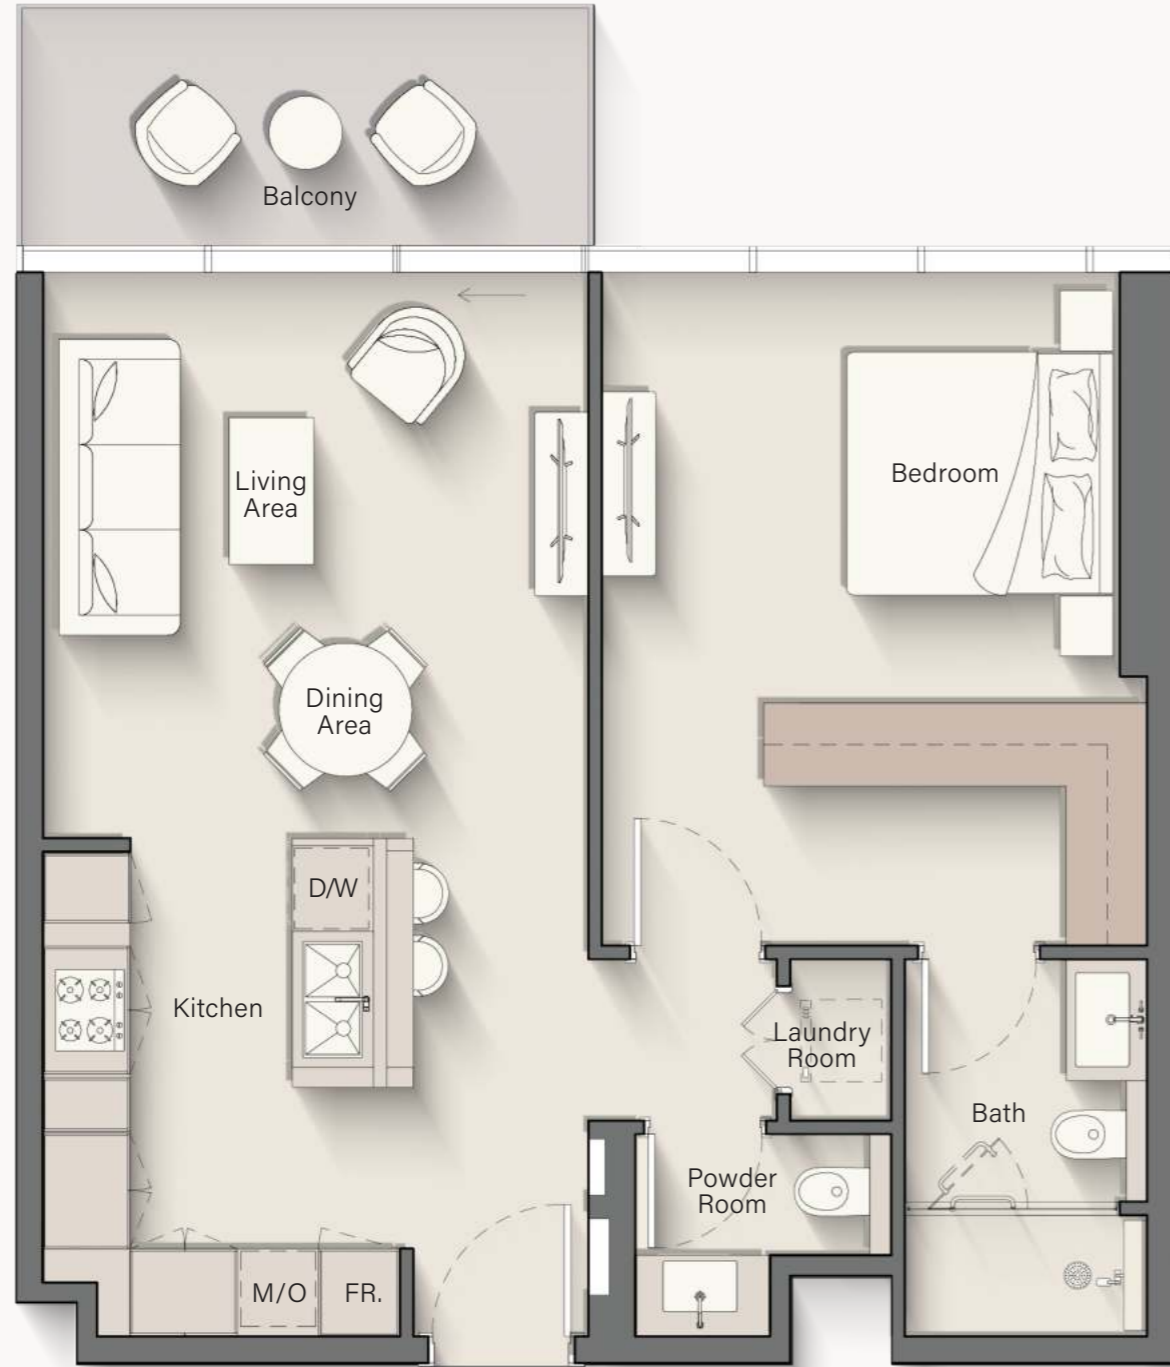 Balcony
Living
Area
Bedroom
Dining
Area
D/W
Kitchen
Laundry
Room
Bath
Powder
Room
M/O
FR.